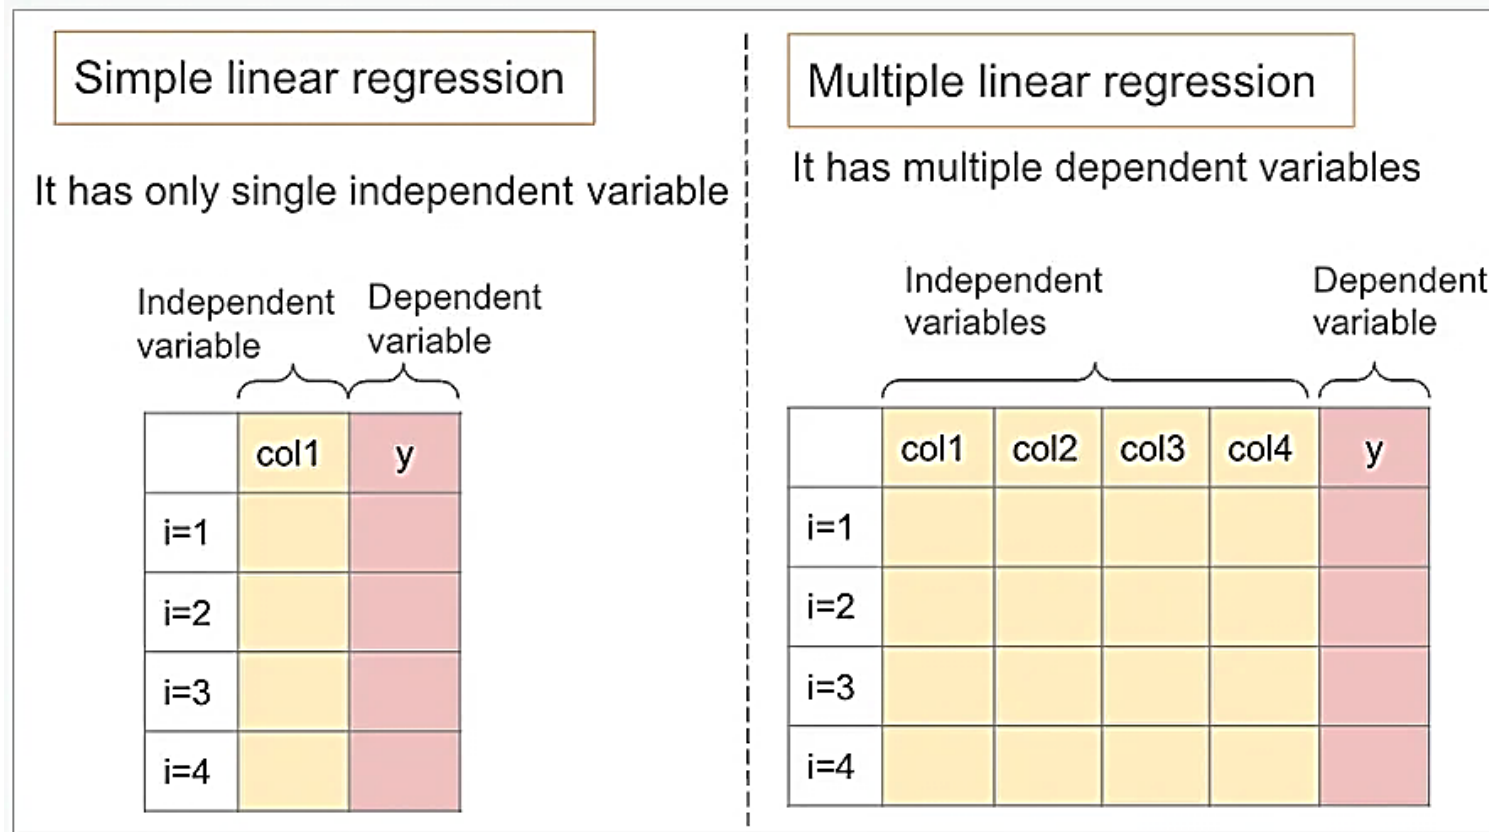 Simple linear regression
It has only single independent variable
Independent
variable
Dependent
variable
col1 y
i=1
i=2
i=3
i=4
Multiple linear regression
It has multiple dependent variables
Independent
variables
Dependent
variable
col1 col2 col3 col4 y
i=1
i=2
i=3
i=4